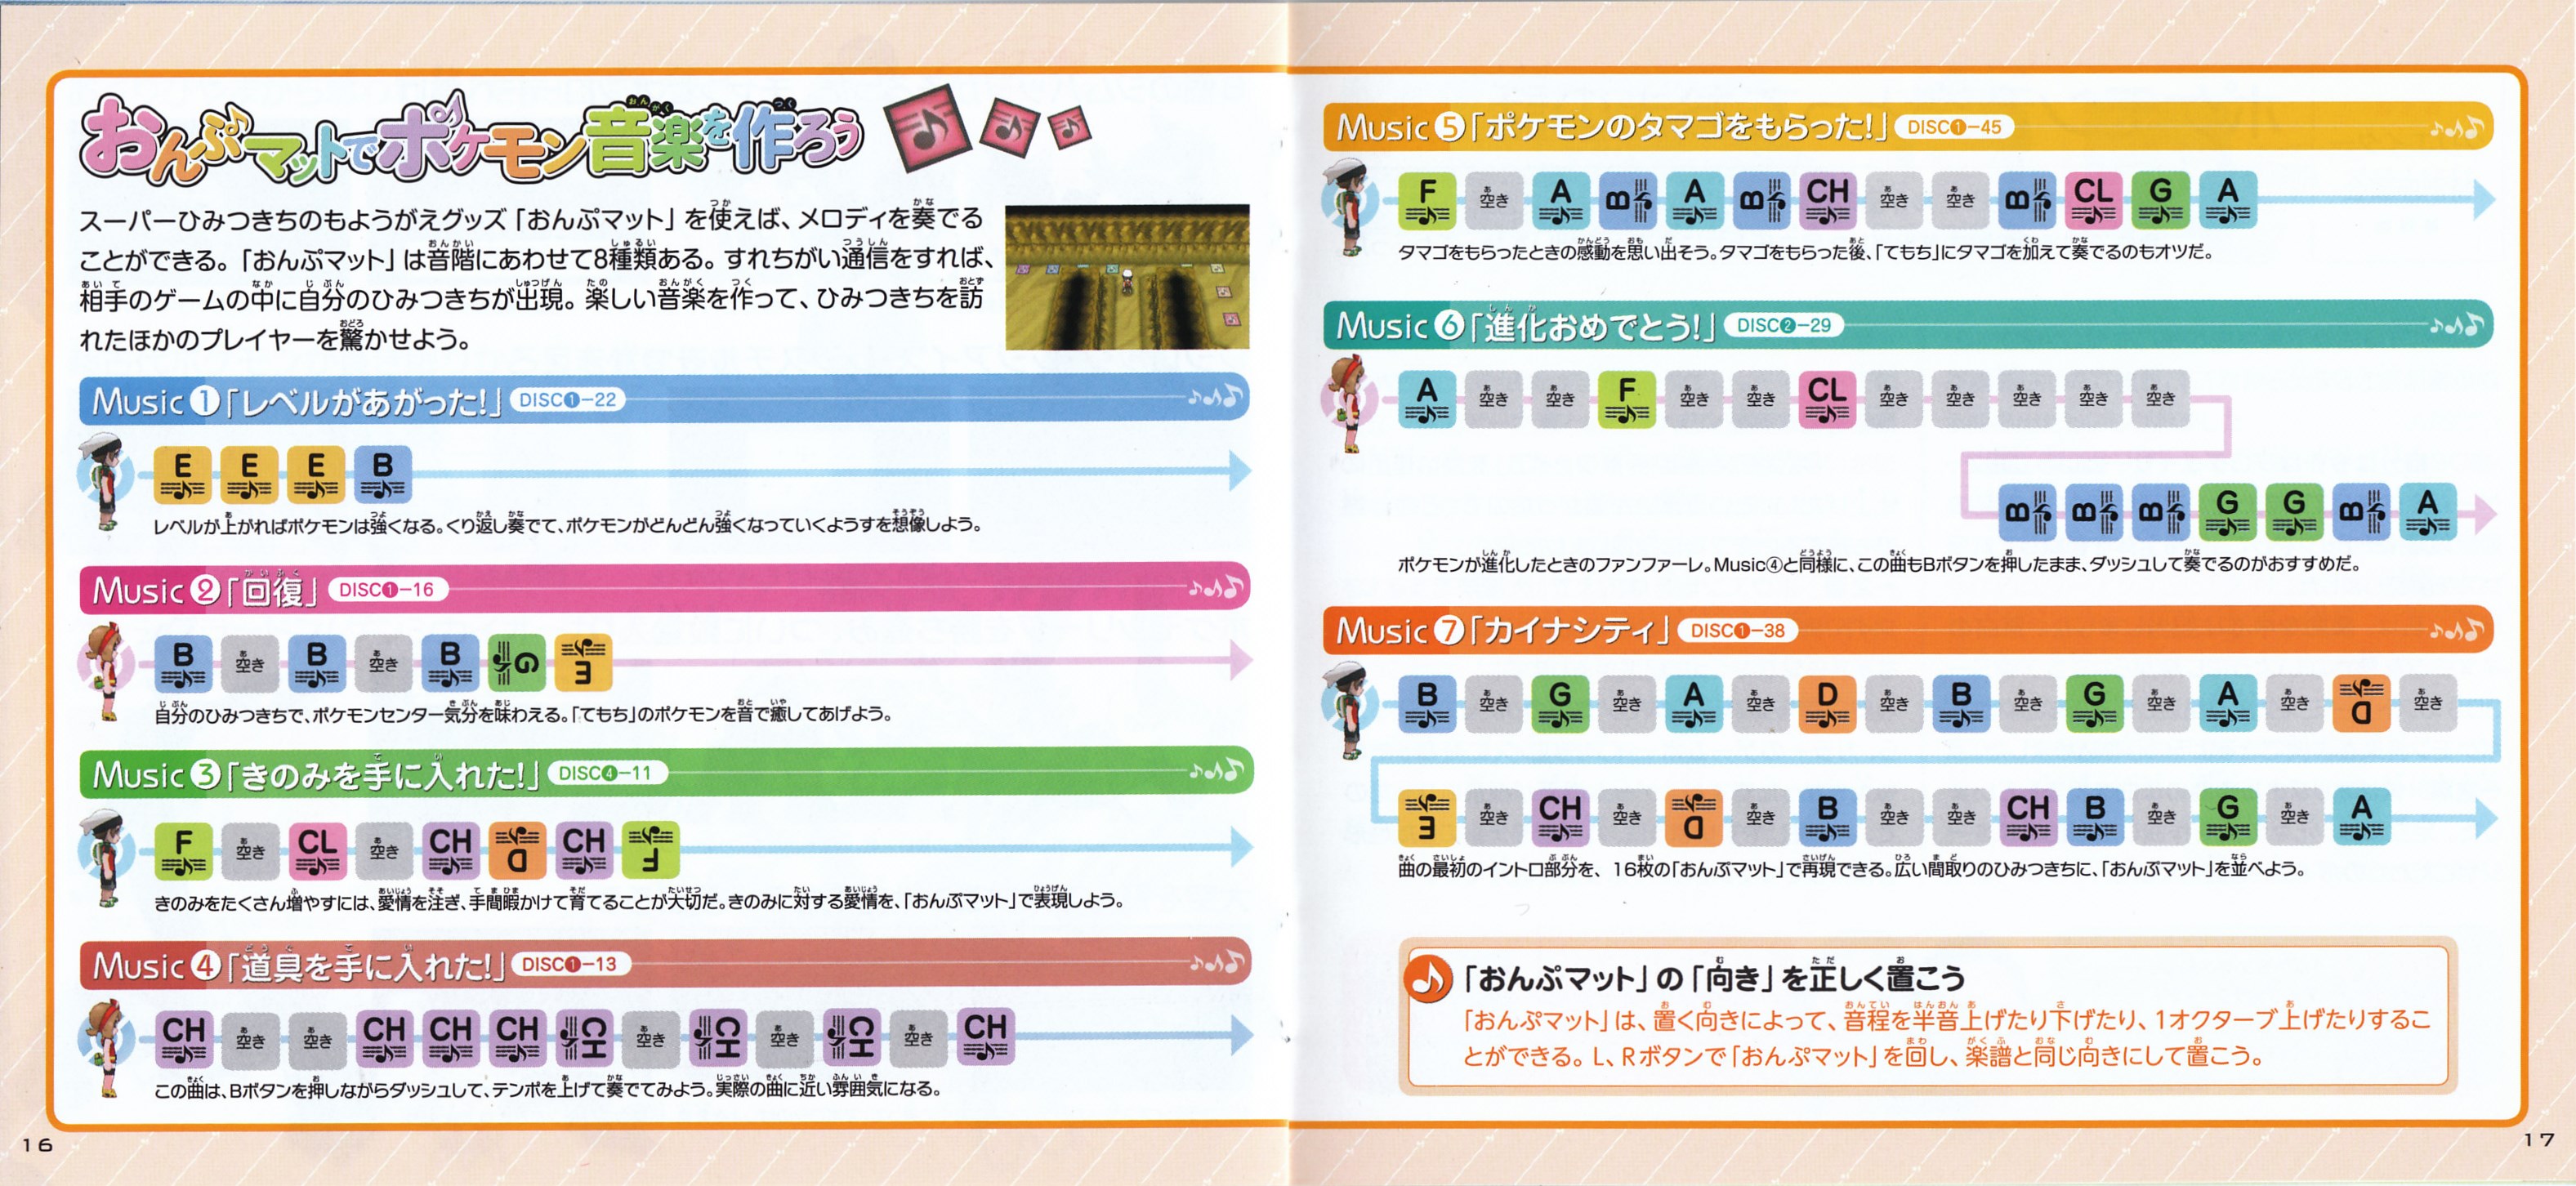 おんぷマットでポケモン音楽を作ろう
スーパーひみつきちのもようがえグッズ「おんぷマット」を使えば、メロディを奏でる
ことができる。「おんぷマット」は音階にあわせて8種類ある。すれちがい通信をすれば、
相手のゲームの中に自分のひみつきちが出現。楽しい音楽を作って、ひみつきちを訪
れたほかのプレイヤーを驚かせよう。
Music①「レベルがあがった!」 DISC❶-22
E E E B
レベルが上がればポケモンは強くなる。くり返し奏でて、ポケモンがどんどん強くなっていくようすを想像しよう。
Music②「回復」 DISC❶-16
B 空き B 空き B G E
自分のひみつきちで、ポケモンセンター気分を味わえる。「てもち」のポケモンを音で癒してあげよう。
Music③「きのみを手に入れた!」 DISC❹-11
F 空き CL 空き CH D CH F
きのみをたくさん増やすには、愛情を注ぎ、手間暇かけて育てることが大切だ。きのみに対する愛情を、「おんぷマット」で表現しよう。
Music④「道具を手に入れた!」 DISC❶-13
CH 空き 空き CH CH CH CH 空き CH 空き CH 空き CH
この曲は、Bボタンを押しながらダッシュして、テンポを上げて奏でてみよう。実際の曲に近い雰囲気になる。
16
Music⑤「ポケモンのタマゴをもらった!」 DISC❶-45
F 空き A B A B CH 空き 空き B CL G A
タマゴをもらったときの感動を思い出そう。タマゴをもらった後、「てもち」にタマゴを加えて奏でるのもオツだ。
Music⑥「進化おめでとう!」 DISC❷-29
A 空き 空き F 空き 空き CL 空き 空き 空き 空き 空き
B B B G G B A
ポケモンが進化したときのファンファーレ。Music④と同様に、この曲もBボタンを押したまま、ダッシュして奏でるのがおすすめだ。
Music⑦「カイナシティ」 DISC❶-38
B 空き G 空き A 空き D 空き B 空き G 空き A 空き D 空き
E 空き CH 空き D 空き B 空き 空き CH B 空き G 空き A
曲の最初のイントロ部分を、16枚の「おんぷマット」で再現できる。広い間取りのひみつきちに、「おんぷマット」を並べよう。
「おんぷマット」の「向き」を正しく置こう
「おんぷマット」は、置く向きによって、音程を半音上げたり下げたり、1オクターブ上げたりするこ
とができる。L、Rボタンで「おんぷマット」を回し、楽譜と同じ向きにして置こう。
17